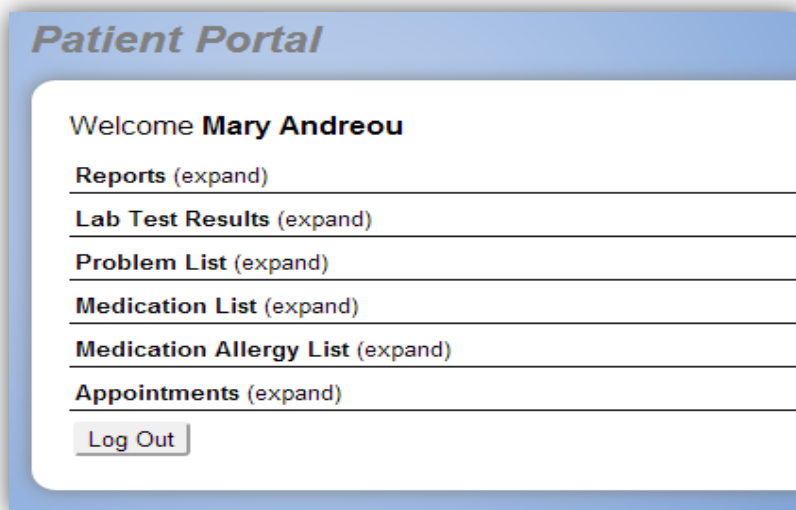 Patient Portal
Welcome Mary Andreou
Reports (expand)
Lab Test Results (expand)
Problem List (expand)
Medication List (expand)
Medication Allergy List (expand)
Appointments (expand)
Log Out